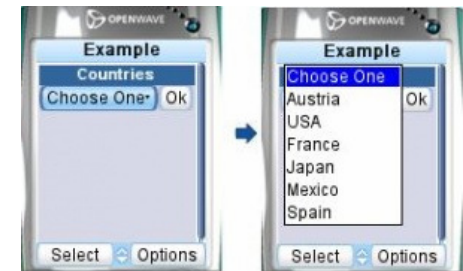 OPENWAVE
Example
Countries
Choose One
Ok
Select
Options
OPENWAVE
Example
Choose One
Austria
Ok
USA
France
Japan
Mexico
Spain
Select
Options